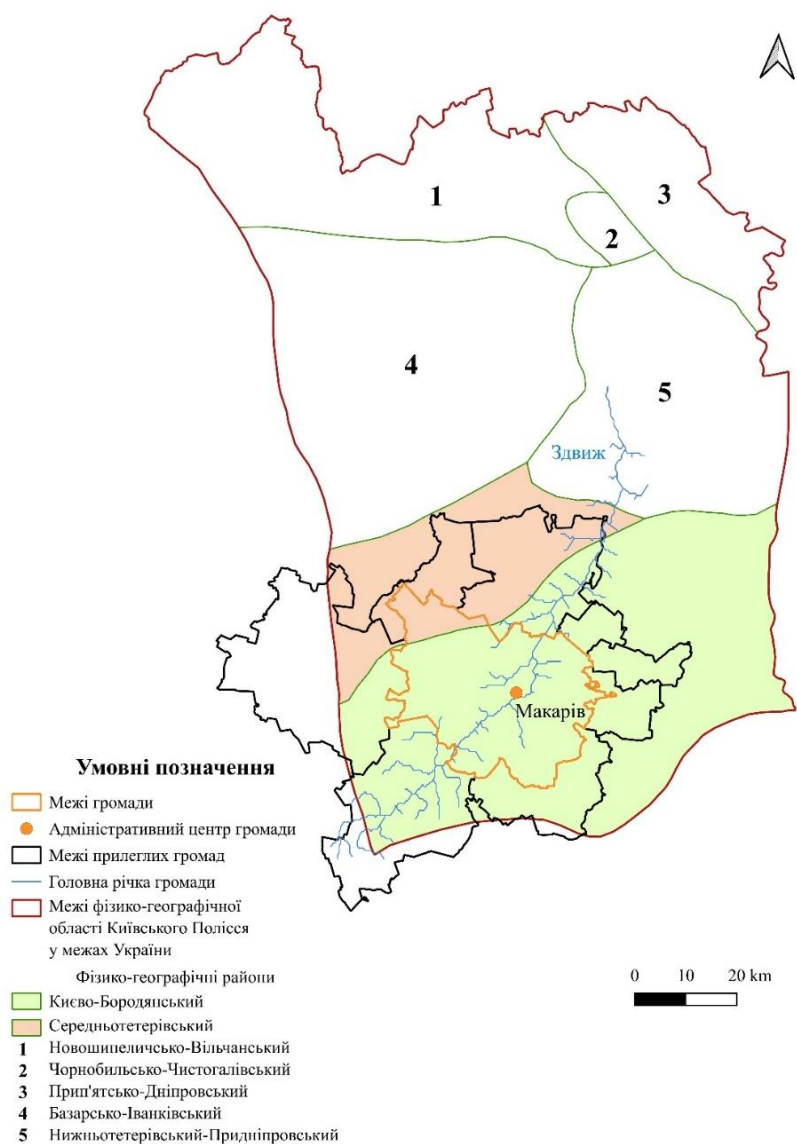 1
3
2
4
5
Здвиж
Макарів
Умовні позначення
Межі громади
Адміністративний центр громади
Межі прилеглих громад
Головна річка громади
Межі фізико-географічної
області Київського Полісся
у межах України
Фізико-географічні райони
Києво-Бородянський
Середньотетерівський
1 Новошипеличсько-Вільчанський
2 Чорнобильсько-Чистогалівський
3 Прип'ятсько-Дніпровський
4 Базарсько-Іванківський
5 Нижньотетерівський-Придніпровський
0 10 20 km